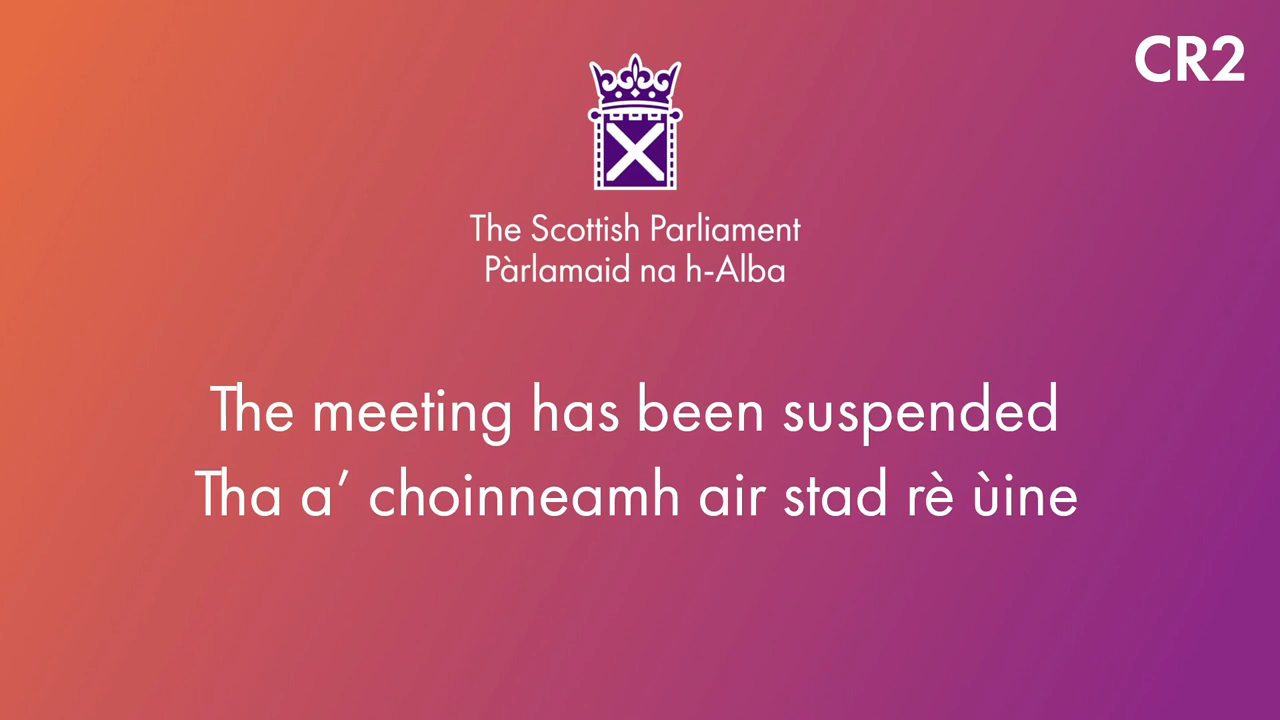 CR2
The Scottish Parliament
Pàrlamaid na h-Alba
The meeting has been suspended
Tha a’ choinneamh air stad rè ùine